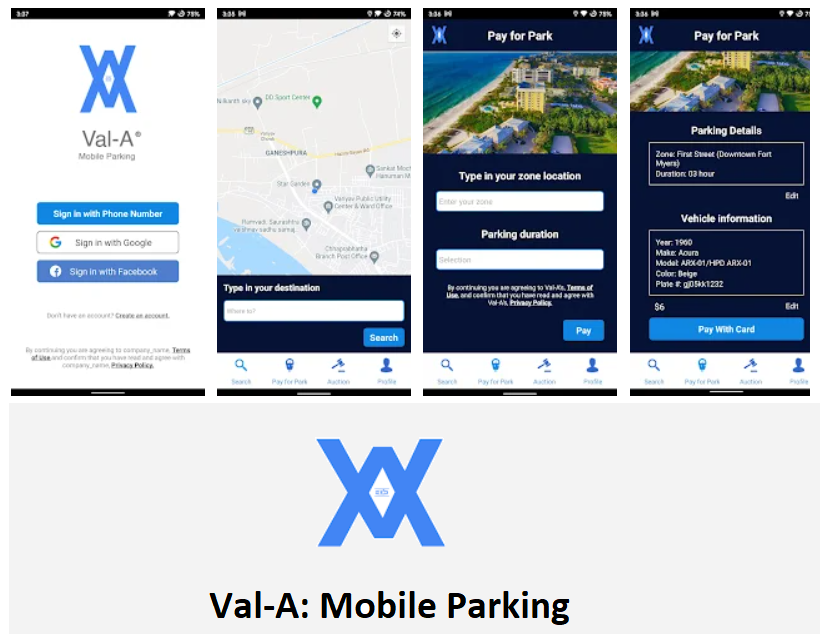 3:37
75%
Val-A®
Mobile Parking
Sign in with Phone Number
Sign in with Google
Sign in with Facebook
Don't have an account? Create an account.
By continuing you are agreeing to company_name, Terms
of Use,and confirm that you have read and agree with
company_name, Privacy Policy.
3:35
74%
Nilkanth sky
DD Sport Center
GANESHPURA
Sankat Moch
Hanuman M
Star Garden
Variyav Public Utility
Center & Ward Office
Rumvadi, Saurashtra
vaishnav sadhu samaj.
Chhaprabhatha
Branch Post Office
Type in your destination
Where to?
Search
Search
Pay for Park
Auction
Profile
3:36
75%
Pay for Park
Type in your zone location
Enter your zone
Parking duration
Selection
By continuing you are agreeing to Val-A's, Terms of
Use, and confirm that you have read and agree with
Val-A's, Privacy Policy.
Pay
Search
Pay for Park
Auction
Profile
3:36
Pay for Park
Parking Details
Zone: First Street (Downtown Fort
Myers)
Duration: 03 hour
Edit
Vehicle information
Year: 1960
Make: Acura
Model: ARX-01/HPD ARX-01
Color: Beige
Plate #: gj05kk1232
$6
Edit
Pay With Card
Search
Pay for Park
Auction
Profile
Val-A: Mobile Parking